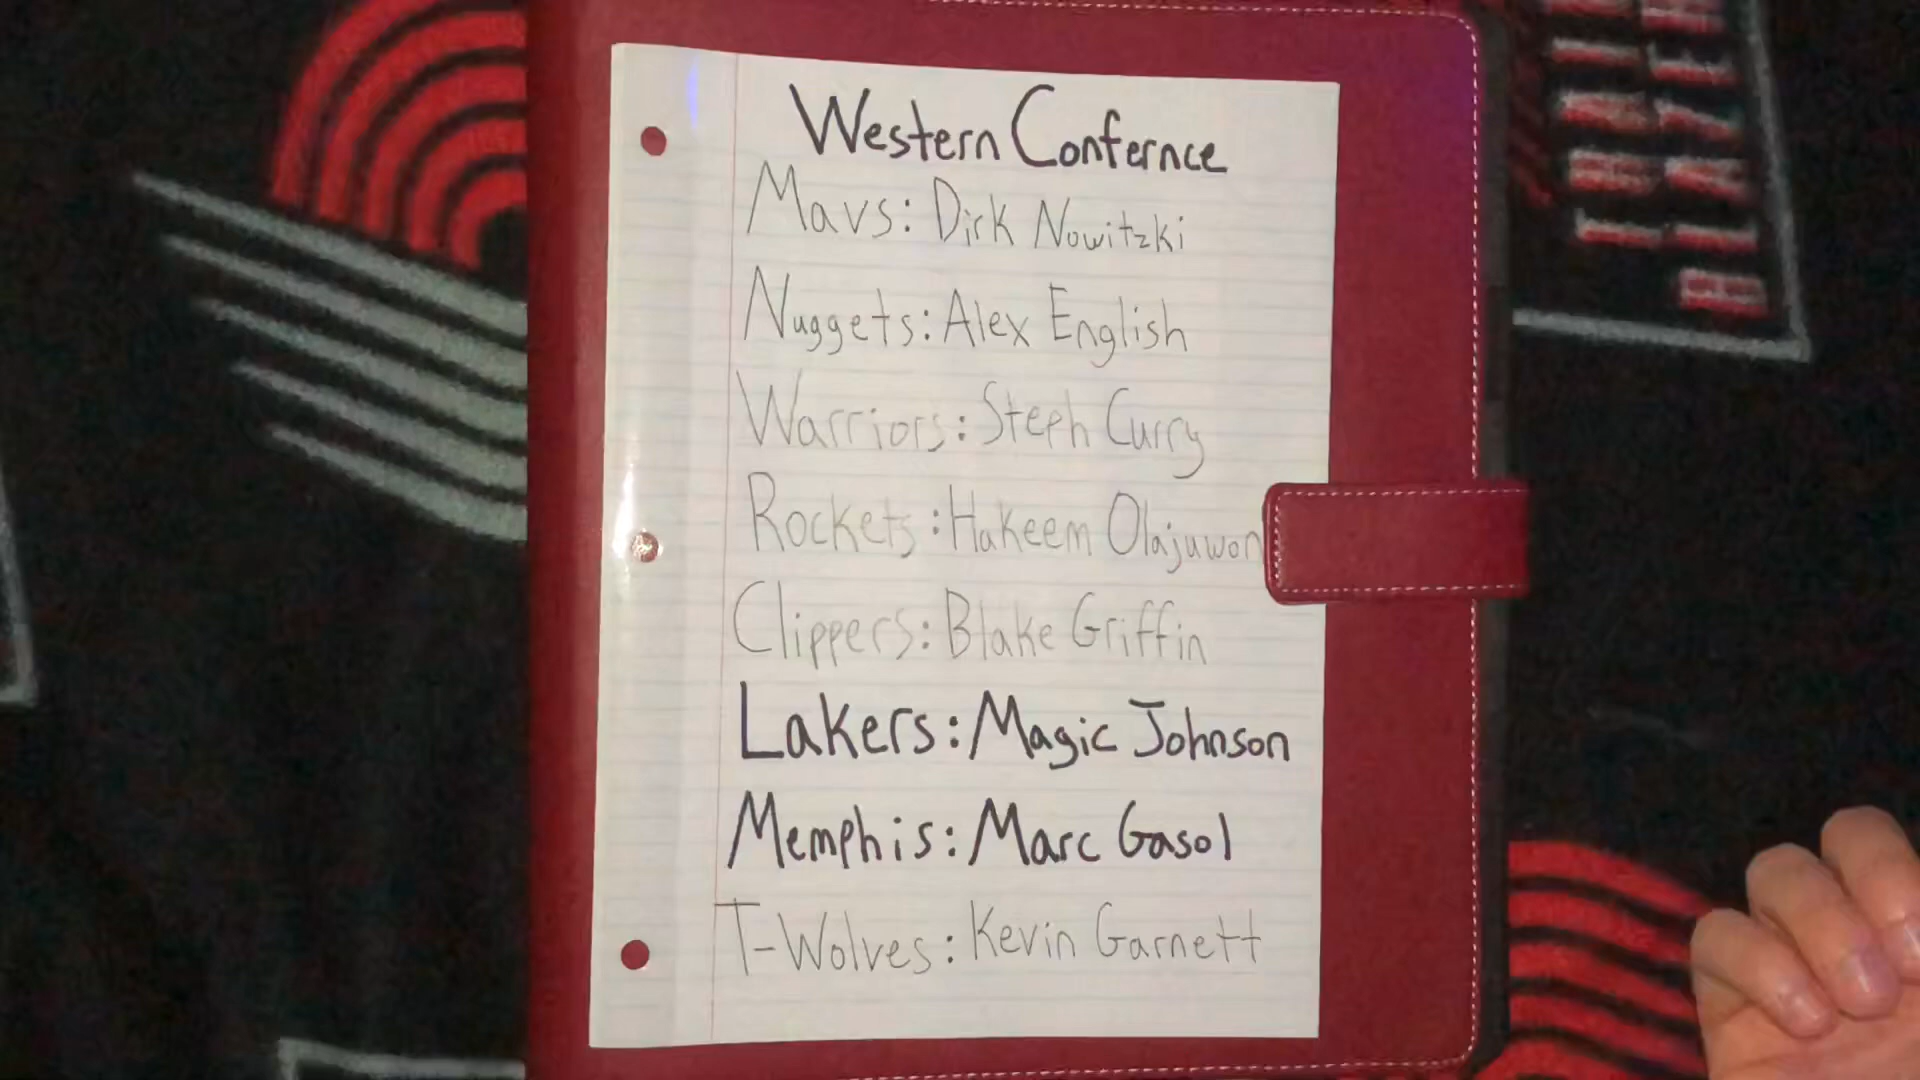 Western Confernce
Mavs: Dirk Nowitzki
Nuggets: Alex English
Warriors: Steph Curry
Rockets: Hakeem Olajuwon
Clippers: Blake Griffin
Lakers: Magic Johnson
Memphis: Marc Gasol
T-Wolves: Kevin Garnett